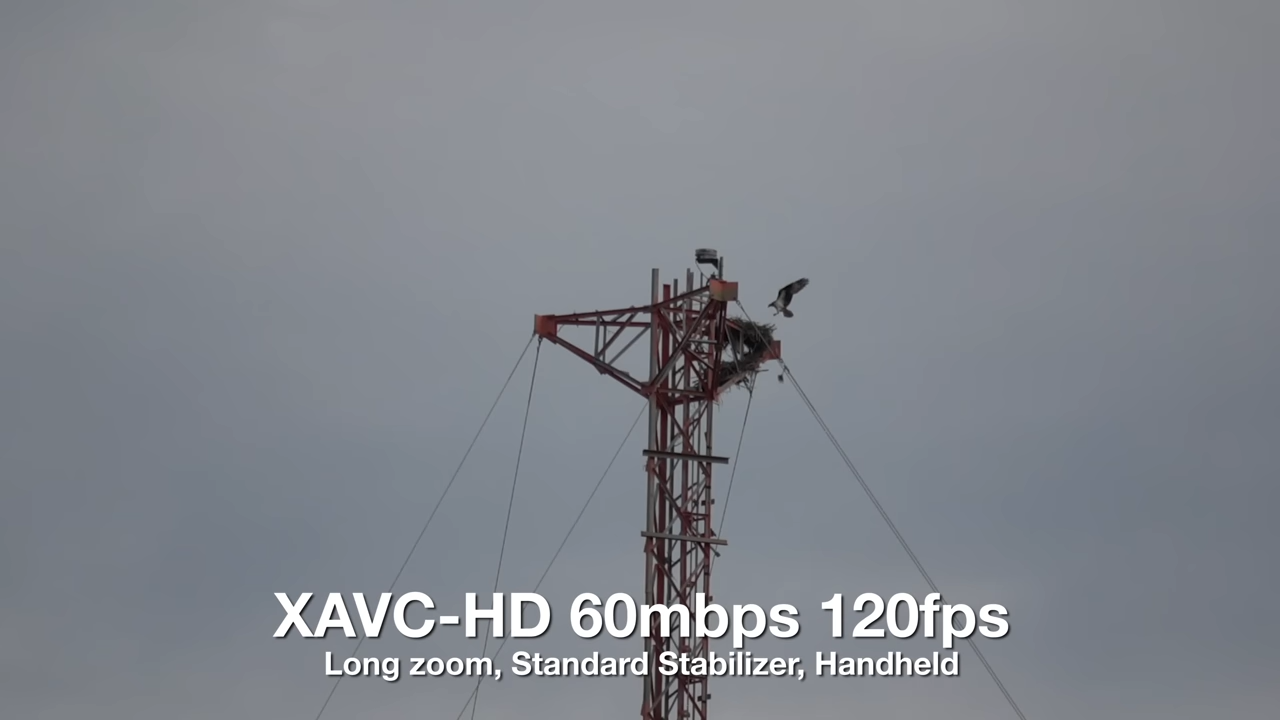 XAVC-HD 60mbps 120fps
Long zoom, Standard Stabilizer, Handheld